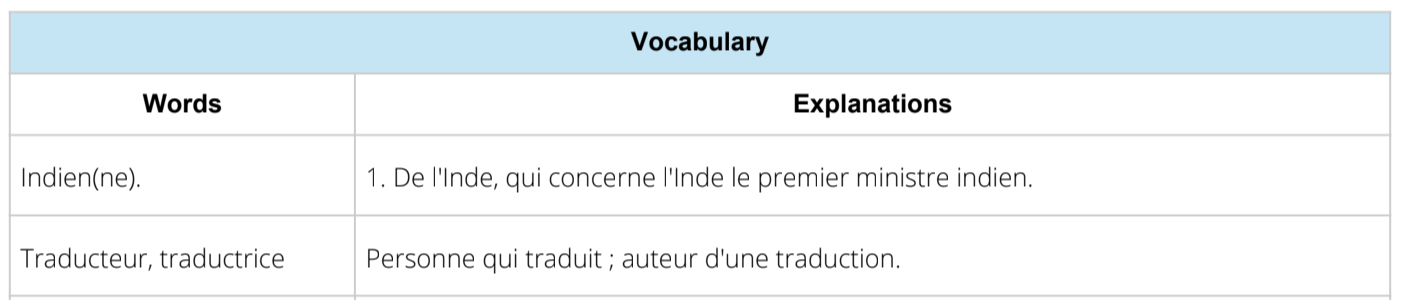 Vocabulary
Words Explanations
Indien(ne). 1. De l'Inde, qui concerne l'Inde le premier ministre indien.
Traducteur, traductrice Personne qui traduit ; auteur d'une traduction.